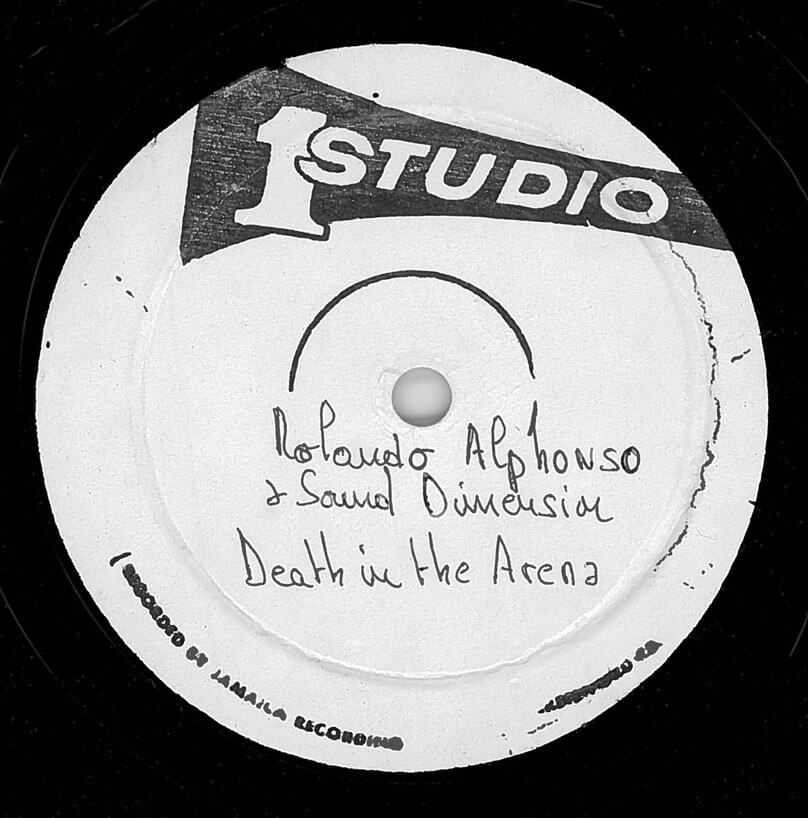 1 STUDIO
Rolando Alphonso
& Sound Dimension
Death in the Arena
RECORDED BY JAMAICA RECORDING